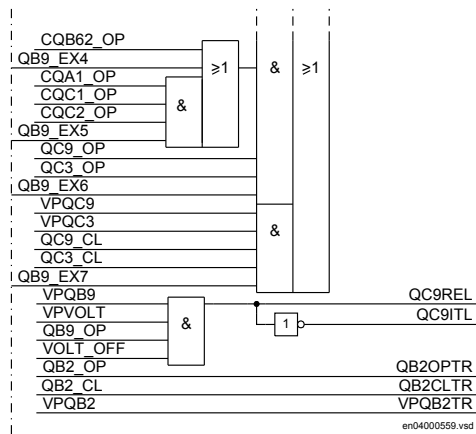 CQB62_OP
QB9_EX4
≥1
&
≥1
CQA1_OP
CQC1_OP
CQC2_OP
&
QB9_EX5
QC9_OP
QC3_OP
QB9_EX6
VPQC9
VPQC3
&
QC9_CL
QC3_CL
QB9_EX7
VPQB9
QC9REL
VPVOLT
QC9ITL
&
1
QB9_OP
VOLT_OFF
QB2_OP
QB2OPTR
QB2_CL
QB2CLTR
VPQB2
VPQB2TR
en04000559.vsd